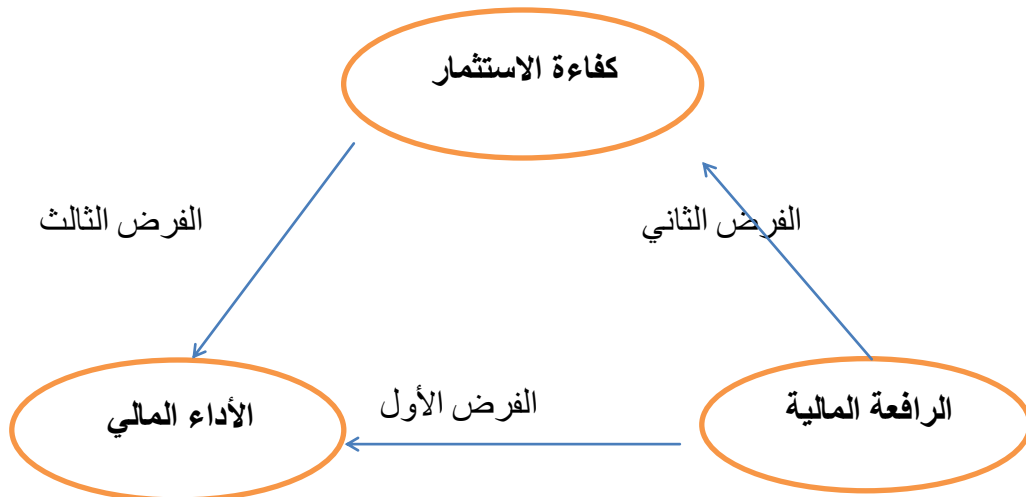 كفاءة الاستثمار
الفرض الثاني
الفرض الثالث
الرافعة المالية
الفرض الأول
الأداء المالي